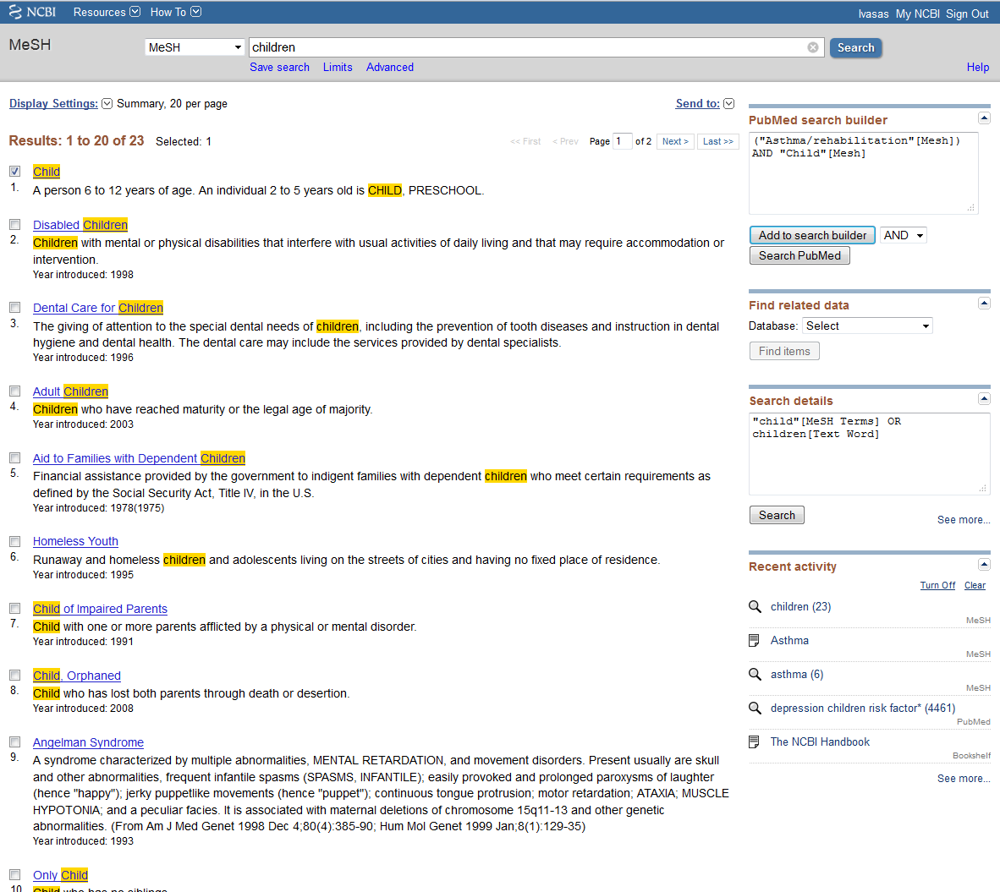 NCBI Resources How To lvasas My NCBI Sign Out
MeSH MeSH children Search
Save search Limits Advanced Help
Display Settings: Summary, 20 per page Send to:
Results: 1 to 20 of 23 Selected: 1 << First < Prev Page 1 of 2 Next > Last >>
Child
1. A person 6 to 12 years of age. An individual 2 to 5 years old is CHILD, PRESCHOOL.
Disabled Children
2. Children with mental or physical disabilities that interfere with usual activities of daily living and that may require accommodation or
intervention.
Year introduced: 1998
Dental Care for Children
3. The giving of attention to the special dental needs of children, including the prevention of tooth diseases and instruction in dental
hygiene and dental health. The dental care may include the services provided by dental specialists.
Year introduced: 1996
Adult Children
4. Children who have reached maturity or the legal age of majority.
Year introduced: 2003
Aid to Families with Dependent Children
5. Financial assistance provided by the government to indigent families with dependent children who meet certain requirements as
defined by the Social Security Act, Title IV, in the U.S.
Year introduced: 1978(1975)
Homeless Youth
6. Runaway and homeless children and adolescents living on the streets of cities and having no fixed place of residence.
Year introduced: 1995
Child of Impaired Parents
7. Child with one or more parents afflicted by a physical or mental disorder.
Year introduced: 1991
Child, Orphaned
8. Child who has lost both parents through death or desertion.
Year introduced: 2008
Angelman Syndrome
9. A syndrome characterized by multiple abnormalities, MENTAL RETARDATION, and movement disorders. Present usually are skull
and other abnormalities, frequent infantile spasms (SPASMS, INFANTILE); easily provoked and prolonged paroxysms of laughter
(hence "happy"); jerky puppetlike movements (hence "puppet"); continuous tongue protrusion; motor retardation; ATAXIA; MUSCLE
HYPOTONIA; and a peculiar facies. It is associated with maternal deletions of chromosome 15q11-13 and other genetic
abnormalities. (From Am J Med Genet 1998 Dec 4;80(4):385-90; Hum Mol Genet 1999 Jan;8(1):129-35)
Year introduced: 1993
Only Child
10. Child who has no siblings.
PubMed search builder
("Asthma/rehabilitation"[Mesh])
AND "Child"[Mesh]
Add to search builder AND
Search PubMed
Find related data
Database: Select
Find items
Search details
"child"[MeSH Terms] OR
children[Text Word]
Search
See more...
Recent activity
Turn Off Clear
children (23)
MeSH
Asthma
MeSH
asthma (6)
MeSH
depression children risk factor* (4461)
PubMed
The NCBI Handbook
Bookshelf
See more...